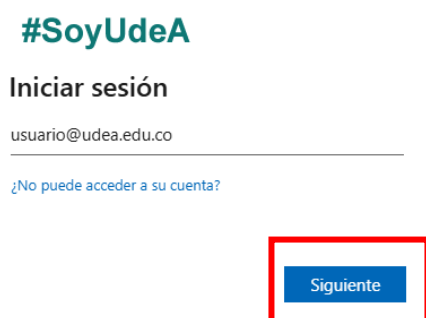 #SoyUdeA
Iniciar sesión
usuario@udea.edu.co
¿No puede acceder a su cuenta?
Siguiente